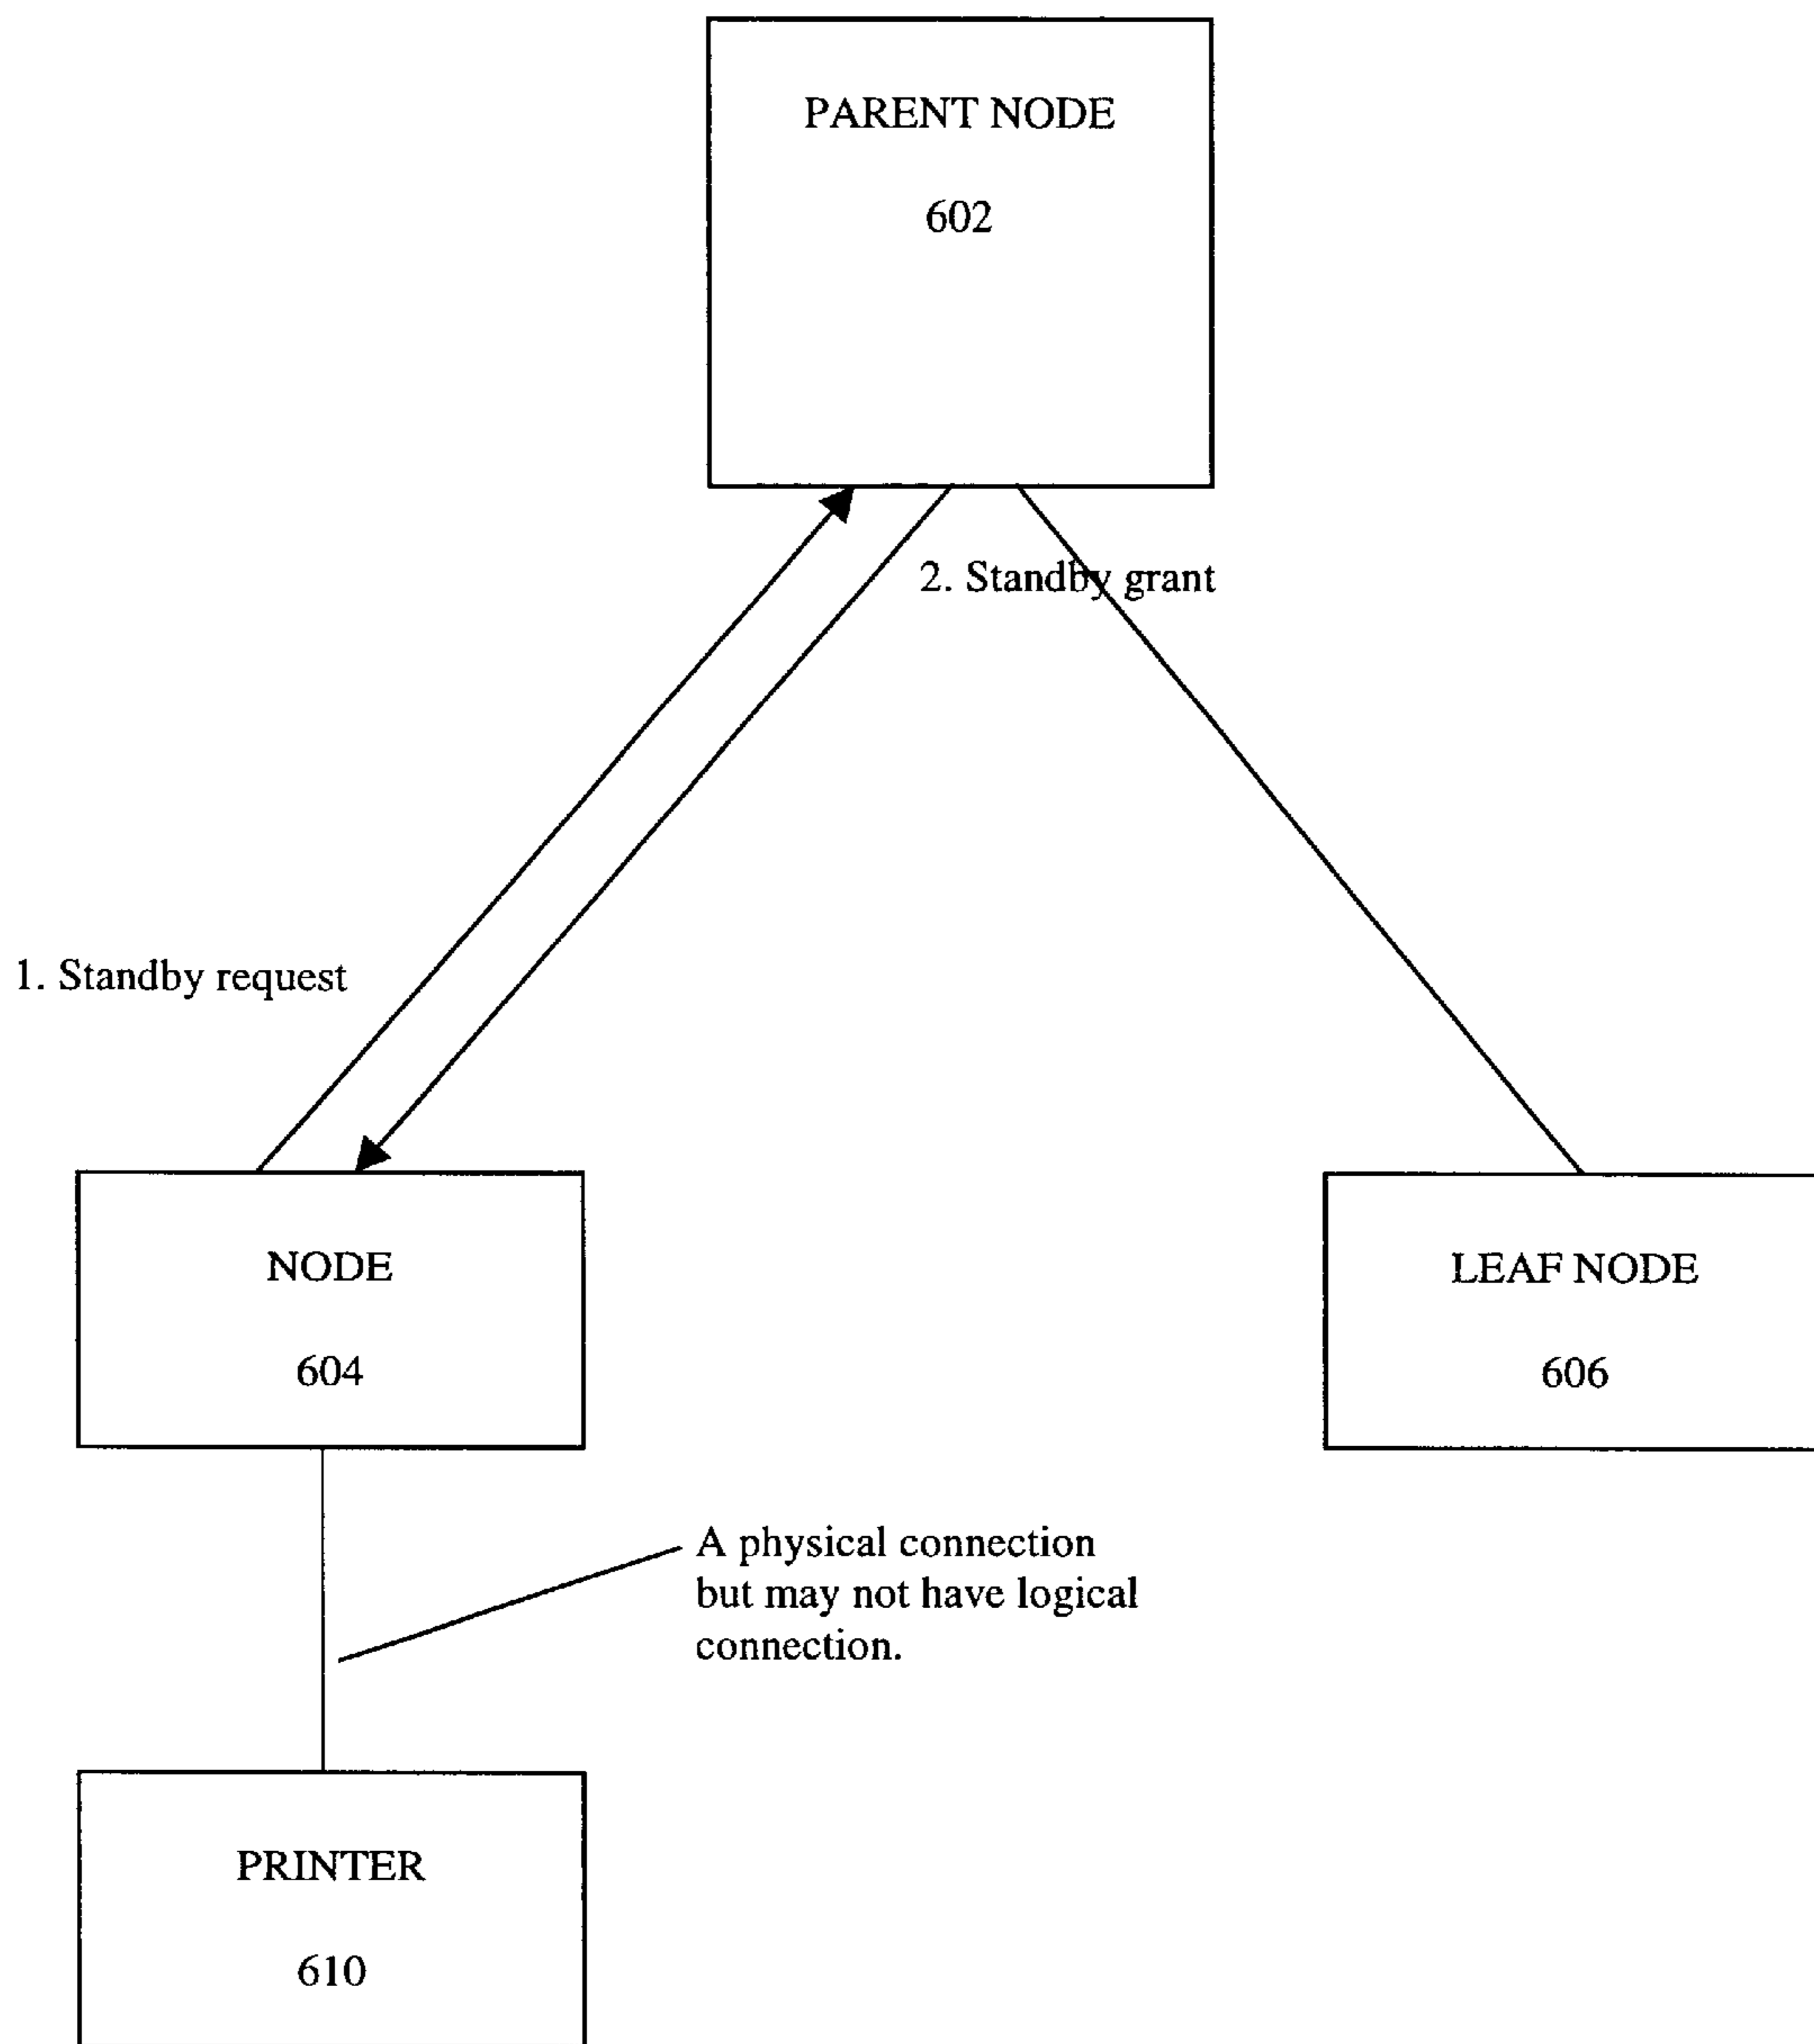 PARENT NODE
602
2. Standby grant
1. Standby request
NODE
604
LEAF NODE
606
A physical connection
but may not have logical
connection.
PRINTER
610